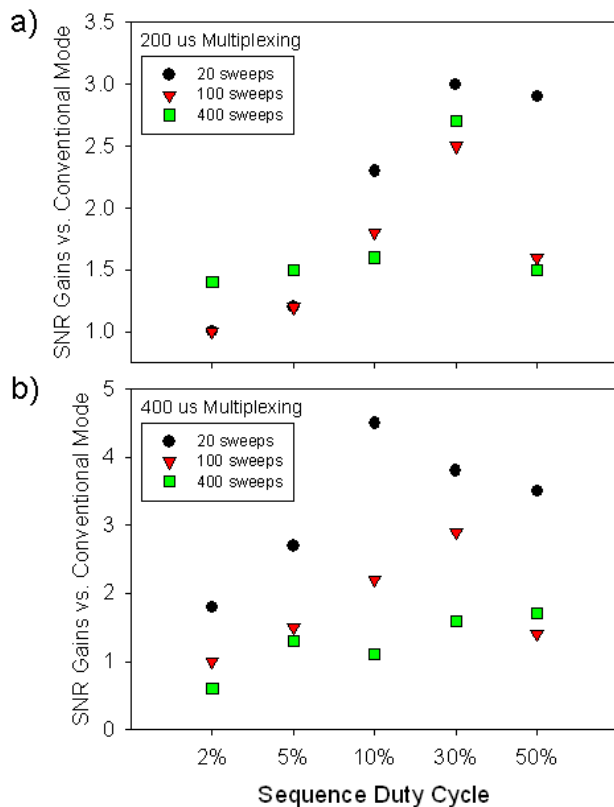 a)
200 us Multiplexing
20 sweeps
100 sweeps
400 sweeps
SNR Gains vs. Conventional Mode
3.5
3.0
2.5
2.0
1.5
1.0
b)
400 us Multiplexing
20 sweeps
100 sweeps
400 sweeps
SNR Gains vs. Conventional Mode
5
4
3
2
1
0
2% 5% 10% 30% 50%
Sequence Duty Cycle